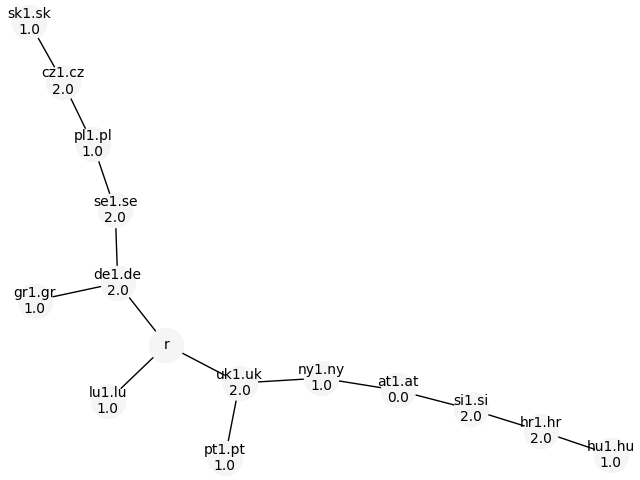 sk1.sk
1.0
cz1.cz
2.0
pl1.pl
1.0
se1.se
2.0
de1.de
2.0
gr1.gr
1.0
r
lu1.lu
1.0
uk1.uk
2.0
pt1.pt
1.0
ny1.ny
1.0
at1.at
0.0
si1.si
2.0
hr1.hr
2.0
hu1.hu
1.0